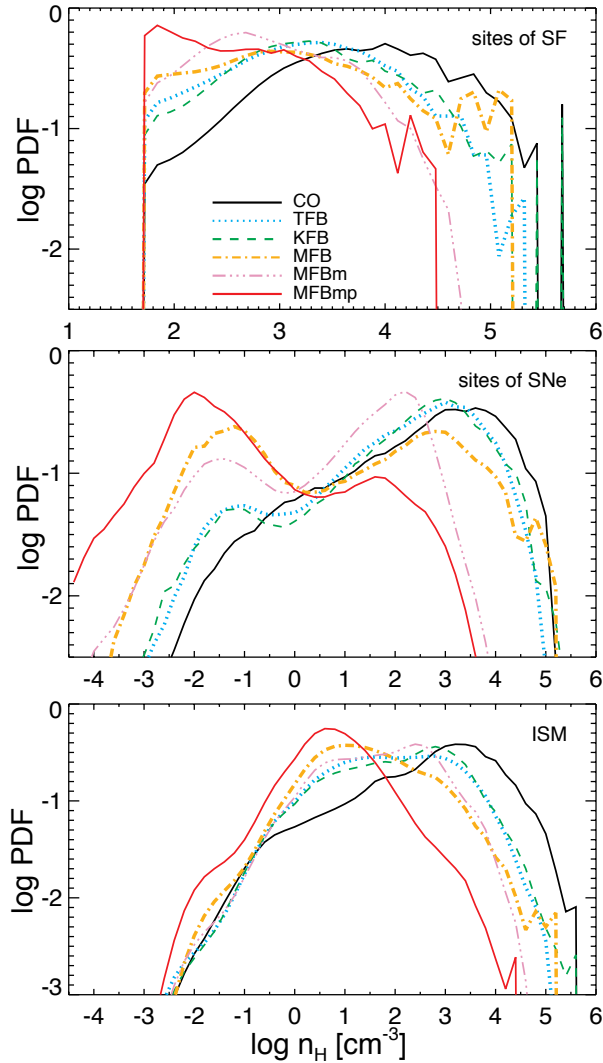 sites of SF
log PDF
0
-1
-2
CO
TFB
KFB
MFB
MFBm
MFBmp
1 2 3 4 5 6
sites of SNe
log PDF
0
-1
-2
-4 -3 -2 -1 0 1 2 3 4 5 6
ISM
log PDF
0
-1
-2
-3
-4 -3 -2 -1 0 1 2 3 4 5 6
log n_H [cm^-3]